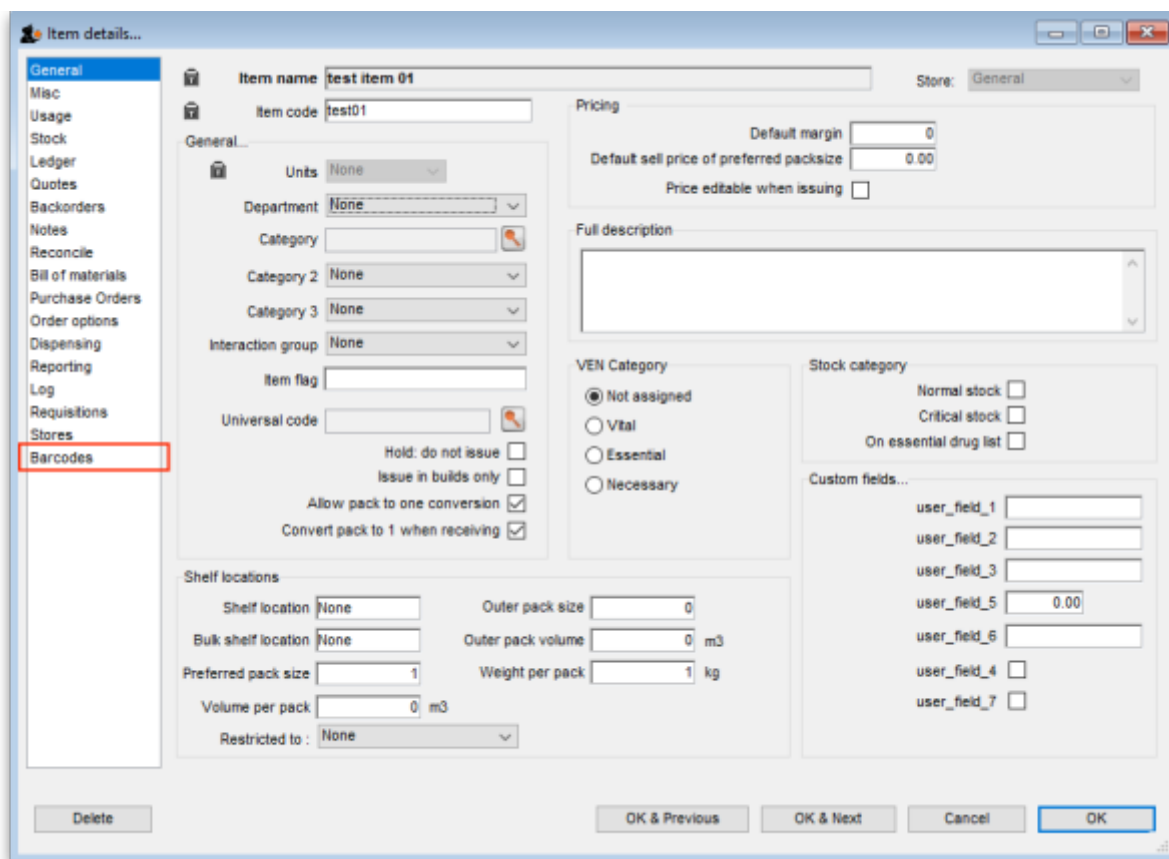 Item details...
General
Misc
Usage
Stock
Ledger
Quotes
Backorders
Notes
Reconcile
Bill of materials
Purchase Orders
Order options
Dispensing
Reporting
Log
Requisitions
Stores
Barcodes
Item name test item 01
Store: General
Item code test01
General...
Units None
Department None
Category
Category 2 None
Category 3 None
Interaction group None
Item flag
Universal code
Hold: do not issue
Issue in builds only
Allow pack to one conversion
Convert pack to 1 when receiving
Pricing
Default margin 0
Default sell price of preferred packsize 0.00
Price editable when issuing
Full description
VEN Category
Not assigned
Vital
Essential
Necessary
Stock category
Normal stock
Critical stock
On essential drug list
Custom fields...
user_field_1
user_field_2
user_field_3
user_field_5 0.00
user_field_6
user_field_4
user_field_7
Shelf locations
Shelf location None
Outer pack size 0
Bulk shelf location None
Outer pack volume 0 m3
Preferred pack size 1
Weight per pack 1 kg
Volume per pack 0 m3
Restricted to : None
Delete
OK & Previous
OK & Next
Cancel
OK